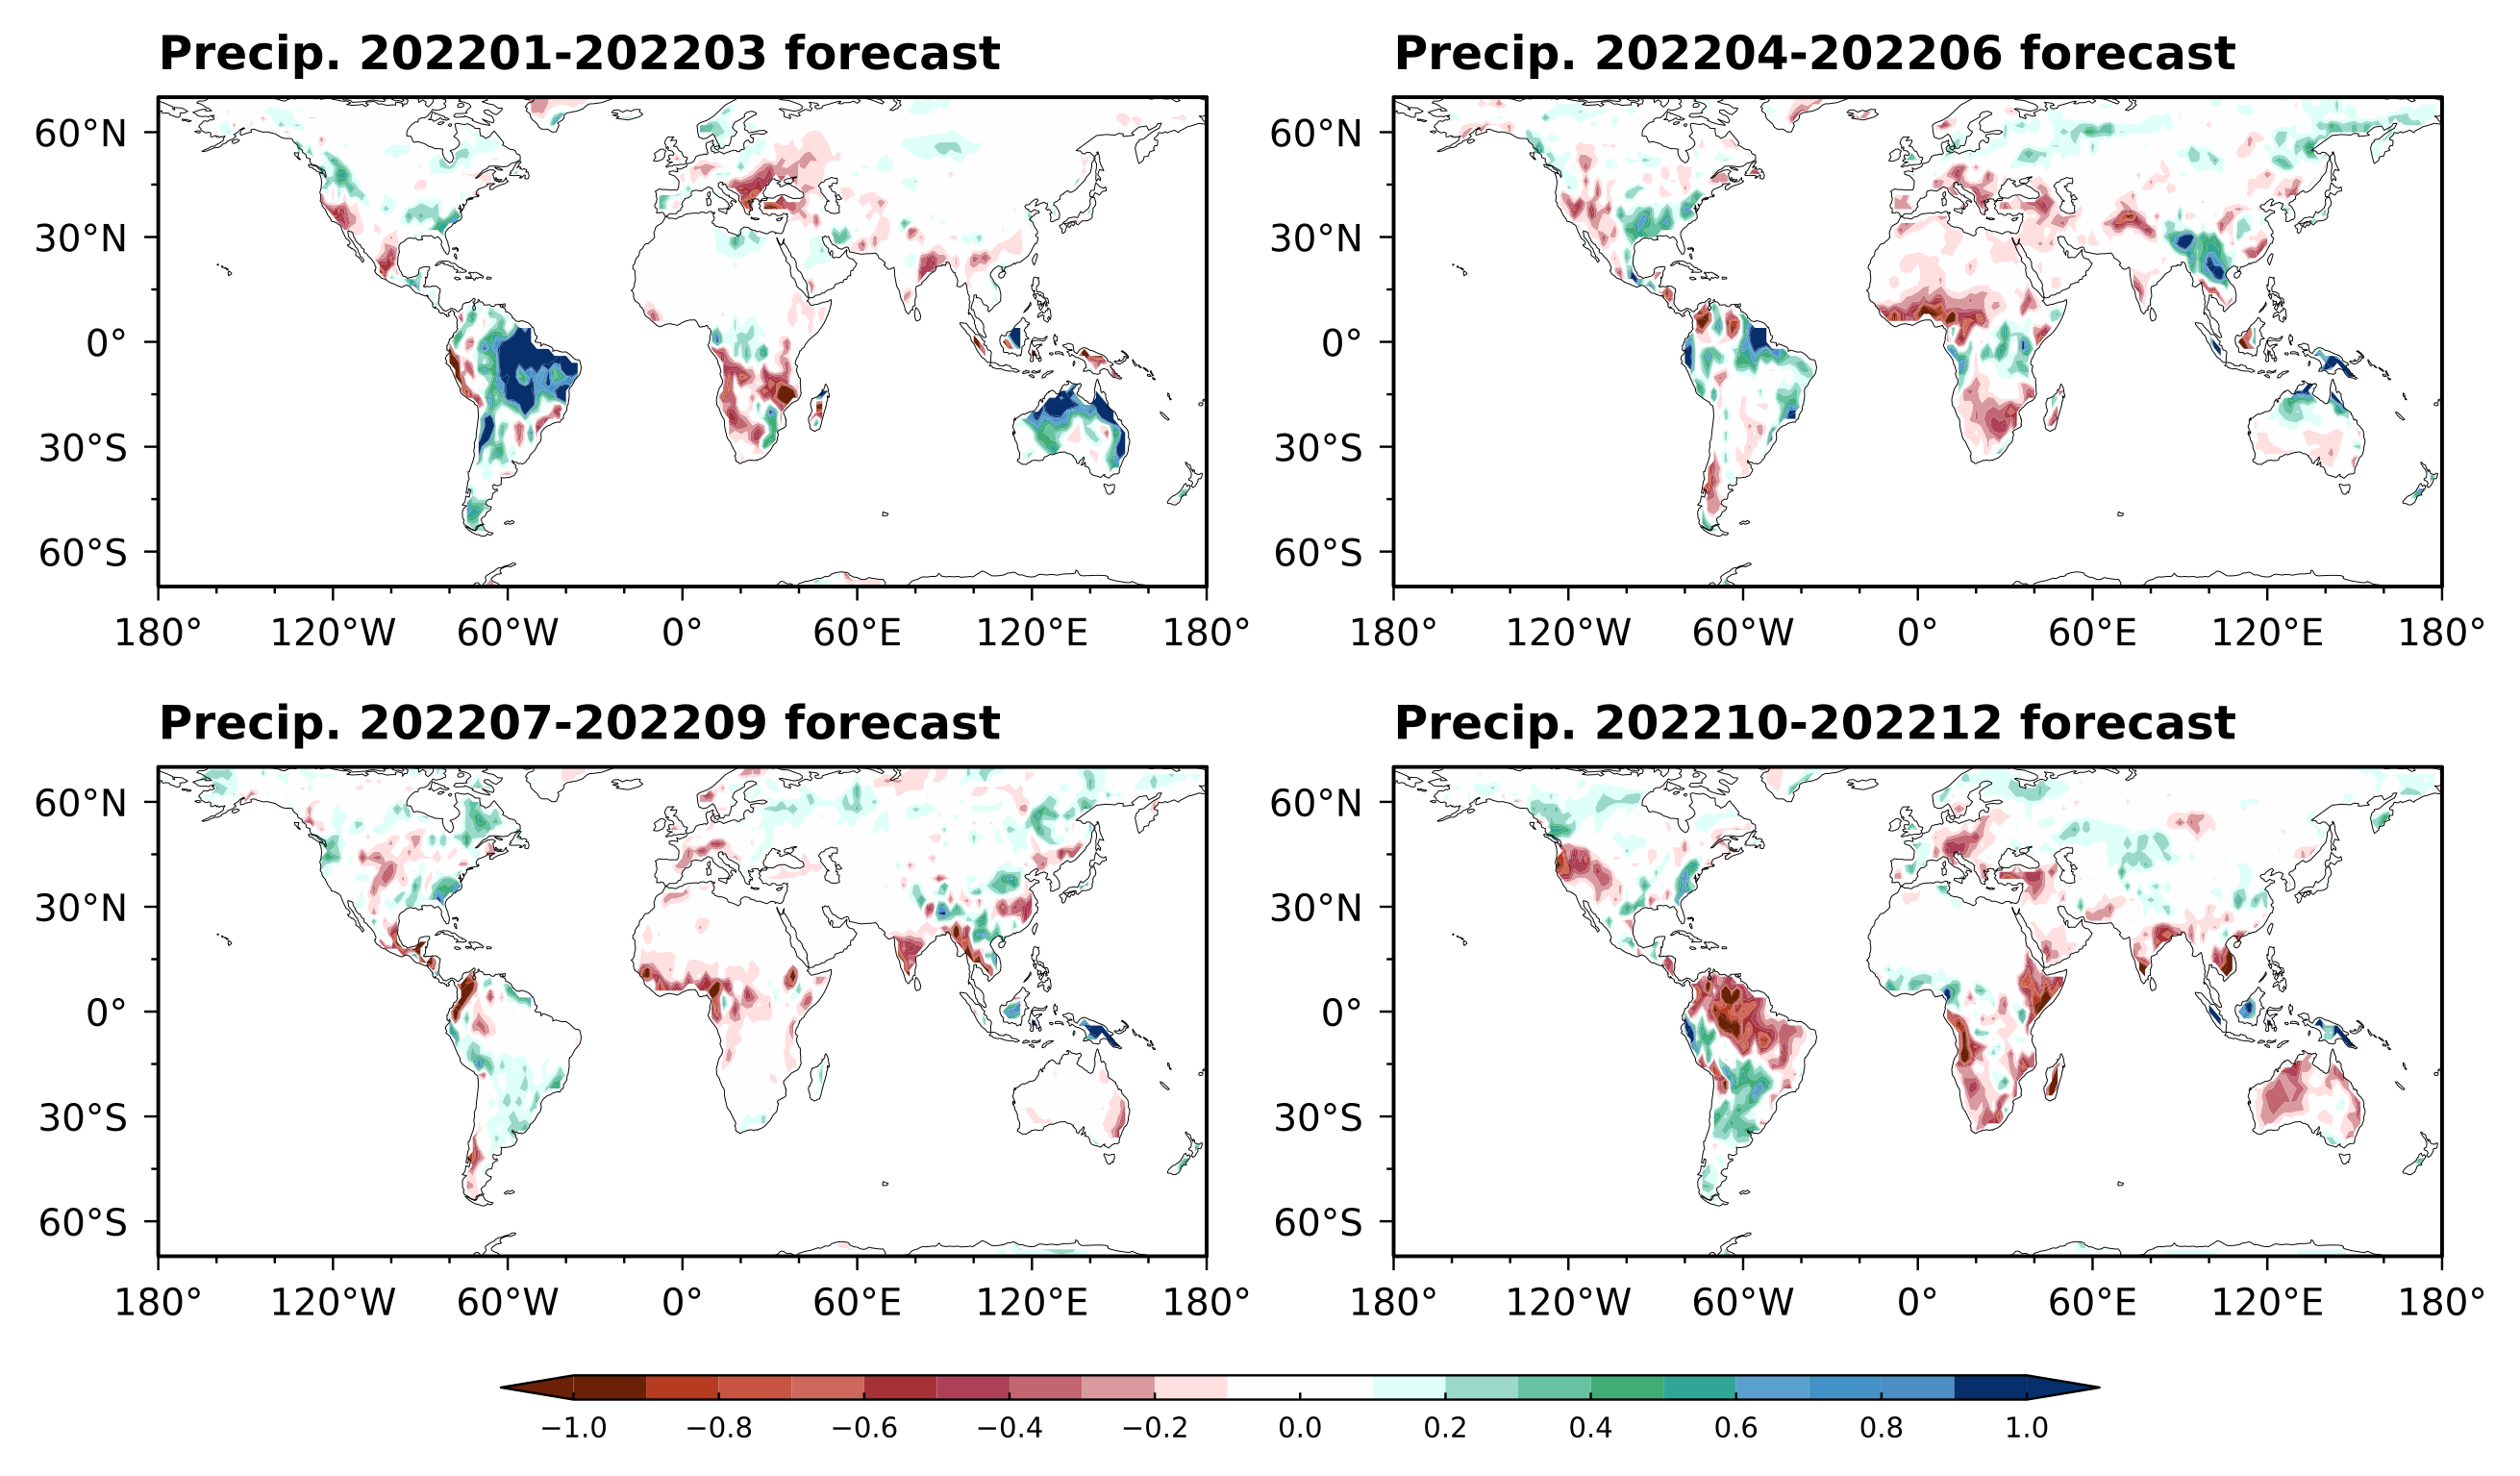 Precip. 202201-202203 forecast
60°N
30°N
0°
30°S
60°S
180° 120°W 60°W 0° 60°E 120°E 180°
Precip. 202204-202206 forecast
60°N
30°N
0°
30°S
60°S
180° 120°W 60°W 0° 60°E 120°E 180°
Precip. 202207-202209 forecast
60°N
30°N
0°
30°S
60°S
180° 120°W 60°W 0° 60°E 120°E 180°
Precip. 202210-202212 forecast
60°N
30°N
0°
30°S
60°S
180° 120°W 60°W 0° 60°E 120°E 180°
−1.0 −0.8 −0.6 −0.4 −0.2 0.0 0.2 0.4 0.6 0.8 1.0